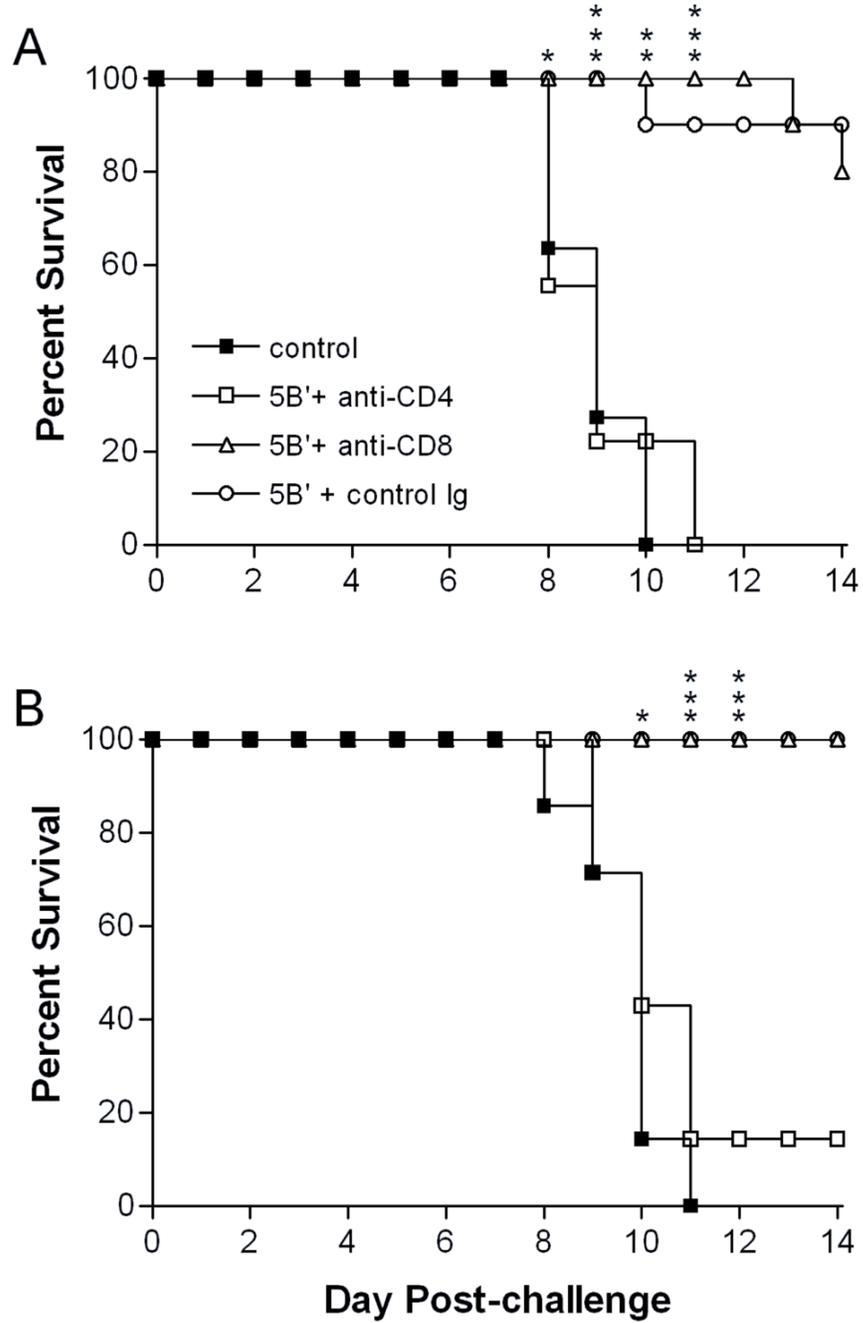 A
*
* *
* * *
* * *
100
80
60
40
20
0
Percent Survival
control
5B'+ anti-CD4
5B'+ anti-CD8
5B' + control Ig
0 2 4 6 8 10 12 14
B
*
* * *
* * *
100
80
60
40
20
0
Percent Survival
0 2 4 6 8 10 12 14
Day Post-challenge